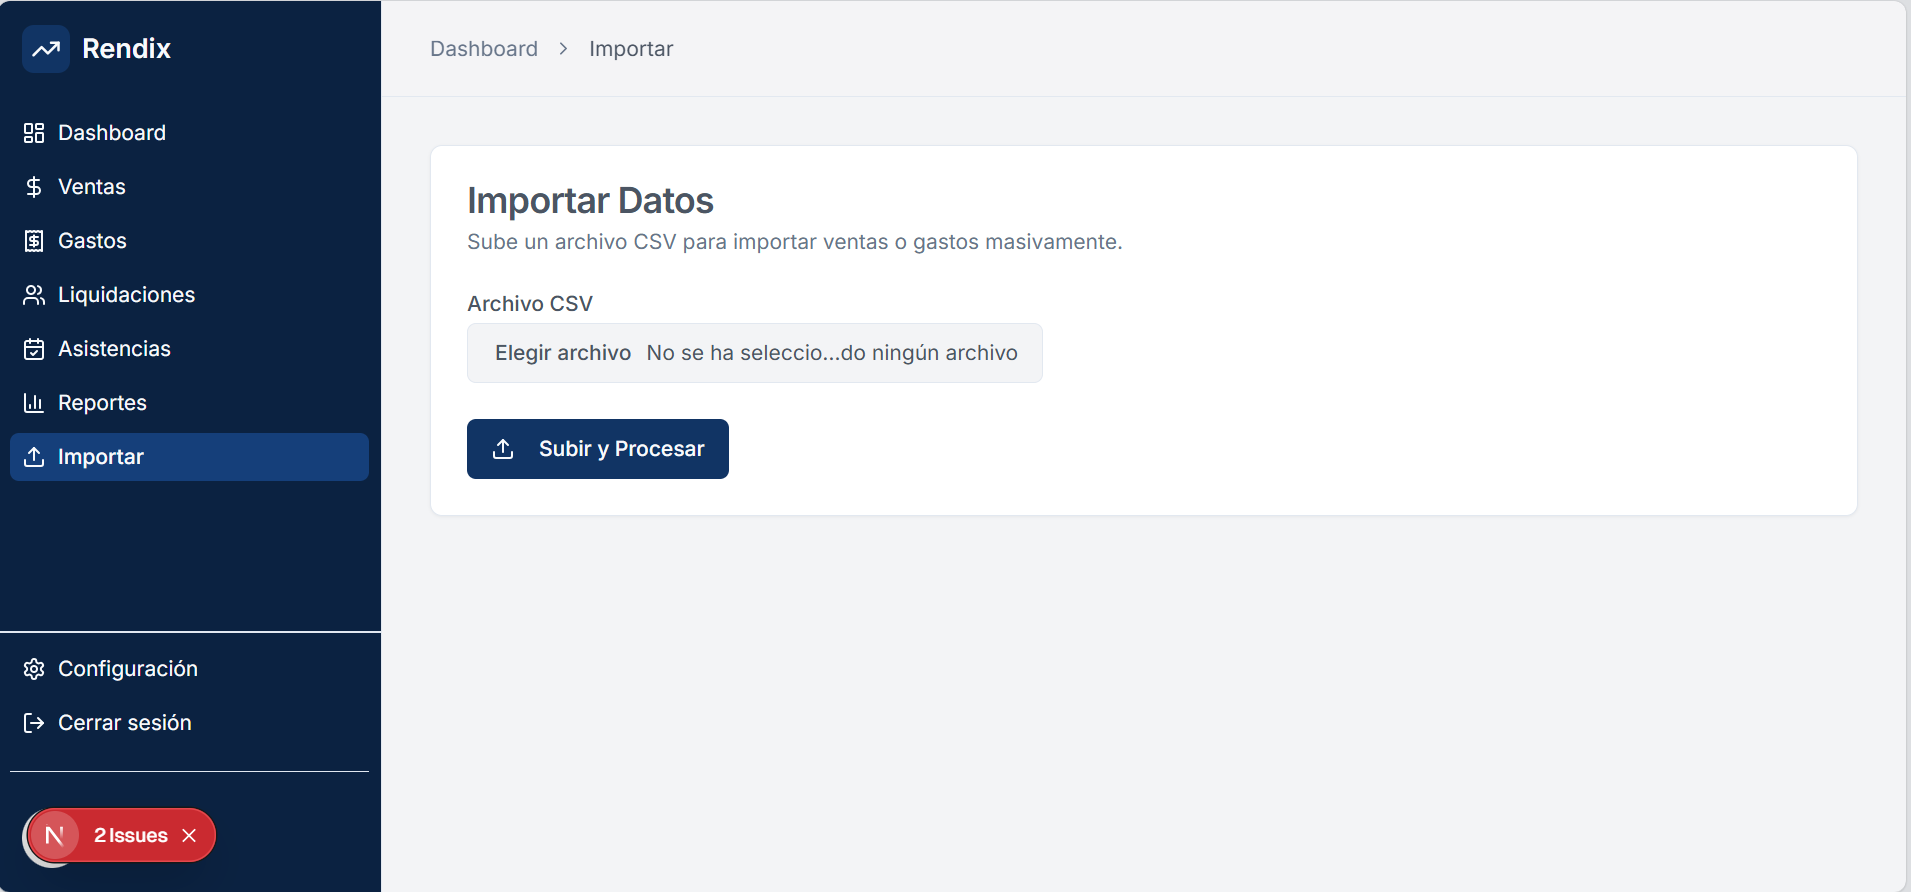 Rendix
Dashboard
Ventas
Gastos
Liquidaciones
Asistencias
Reportes
Importar
Configuración
Cerrar sesión
N 2 Issues
Dashboard > Importar
Importar Datos
Sube un archivo CSV para importar ventas o gastos masivamente.
Archivo CSV
Elegir archivo No se ha seleccio...do ningún archivo
Subir y Procesar